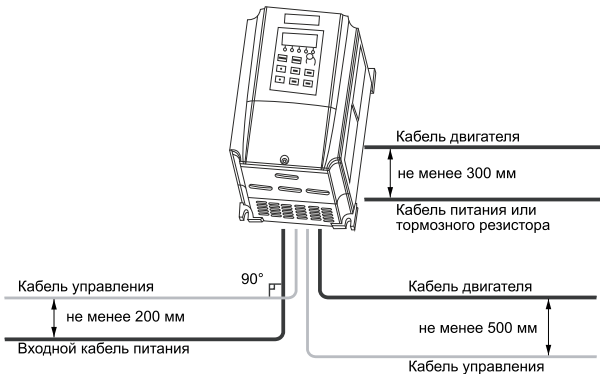 Кабель двигателя
не менее 300 мм
Кабель питания или
тормозного резистора
90°
Кабель управления
не менее 200 мм
Входной кабель питания
Кабель двигателя
не менее 500 мм
Кабель управления